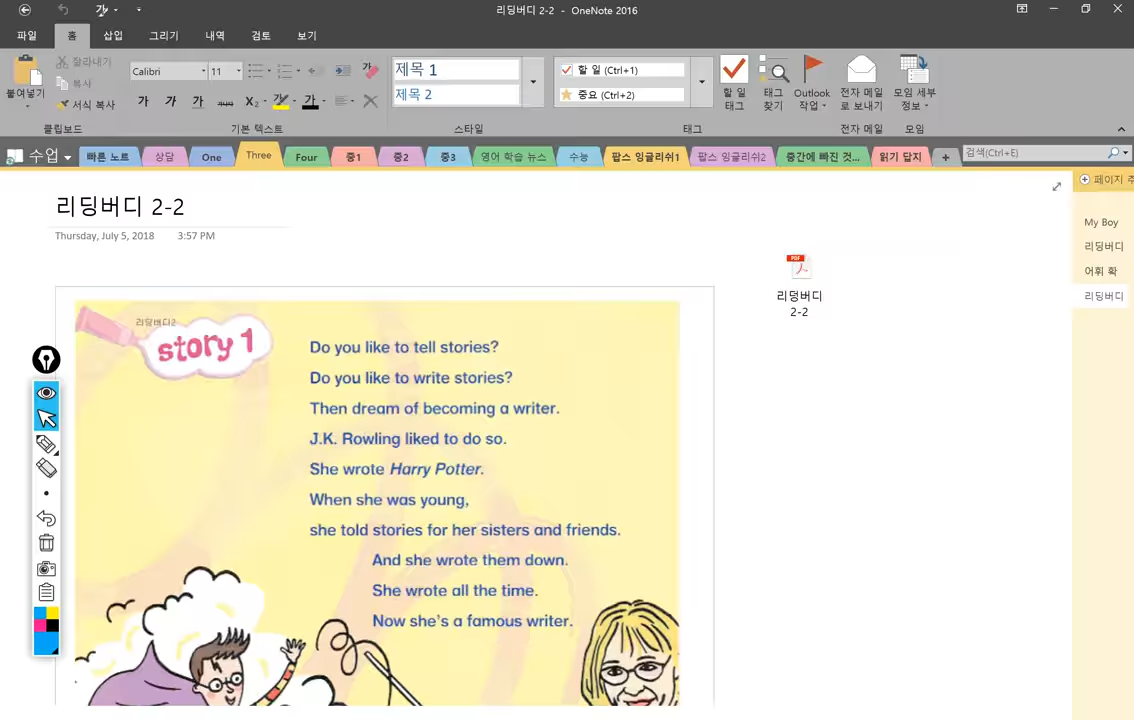 리딩버디 2-2 - OneNote 2016
파일 홈 삽입 그리기 내역 검토 보기
붙여넣기
잘라내기
복사
서식 복사
클립보드
Calibri 11
가 가 가 X₂ 가 가
기본 텍스트
제목 1
제목 2
스타일
할 일 (Ctrl+1)
중요 (Ctrl+2)
할 일 태그
태그 찾기
태그
Outlook 작업
전자 메일로 보내기
전자 메일
모임 세부 정보
모임
수업 빠른 노트 상담 One Three Four 중1 중2 중3 영어 학습 뉴스 수능 팝스 잉글리쉬1 팝스 잉글리쉬2 중간에 빠진 것... 읽기 답지 검색(Ctrl+E)
페이지 추
My Boy
리딩버디
어휘 확
리딩버디
리딩버디 2-2
Thursday, July 5, 2018 3:57 PM
PDF
리덩버디
2-2
리딩버디2
story 1
Do you like to tell stories?
Do you like to write stories?
Then dream of becoming a writer.
J.K. Rowling liked to do so.
She wrote Harry Potter.
When she was young,
she told stories for her sisters and friends.
And she wrote them down.
She wrote all the time.
Now she's a famous writer.